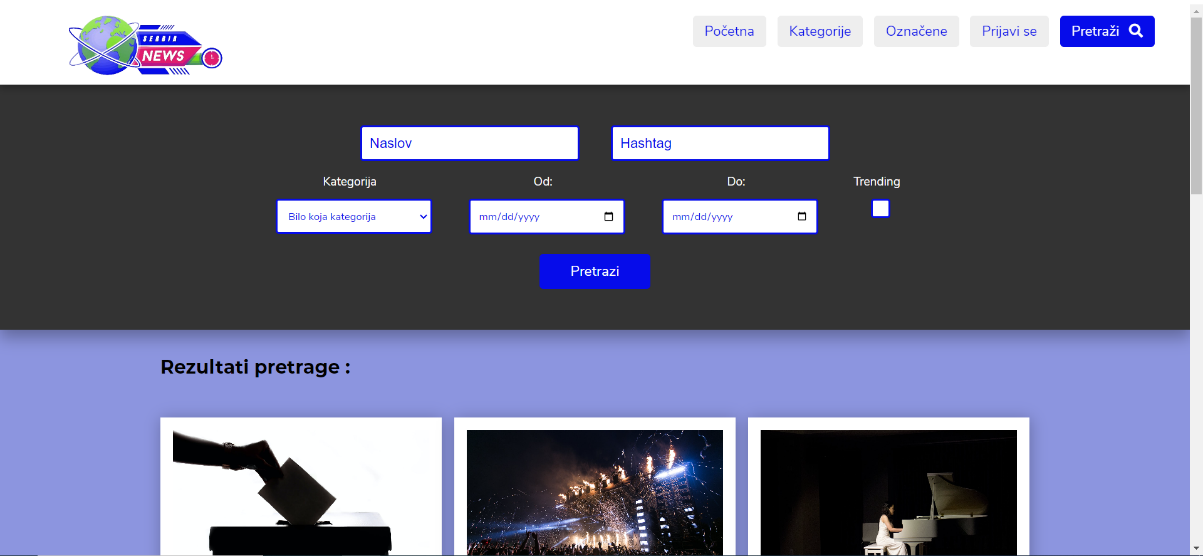 SERBIA
NEWS
Početna Kategorije Označene Prijavi se Pretraži
Naslov Hashtag
Kategorija Od: Do: Trending
Bilo koja kategorija mm/dd/yyyy mm/dd/yyyy
Pretrazi
Rezultati pretrage :